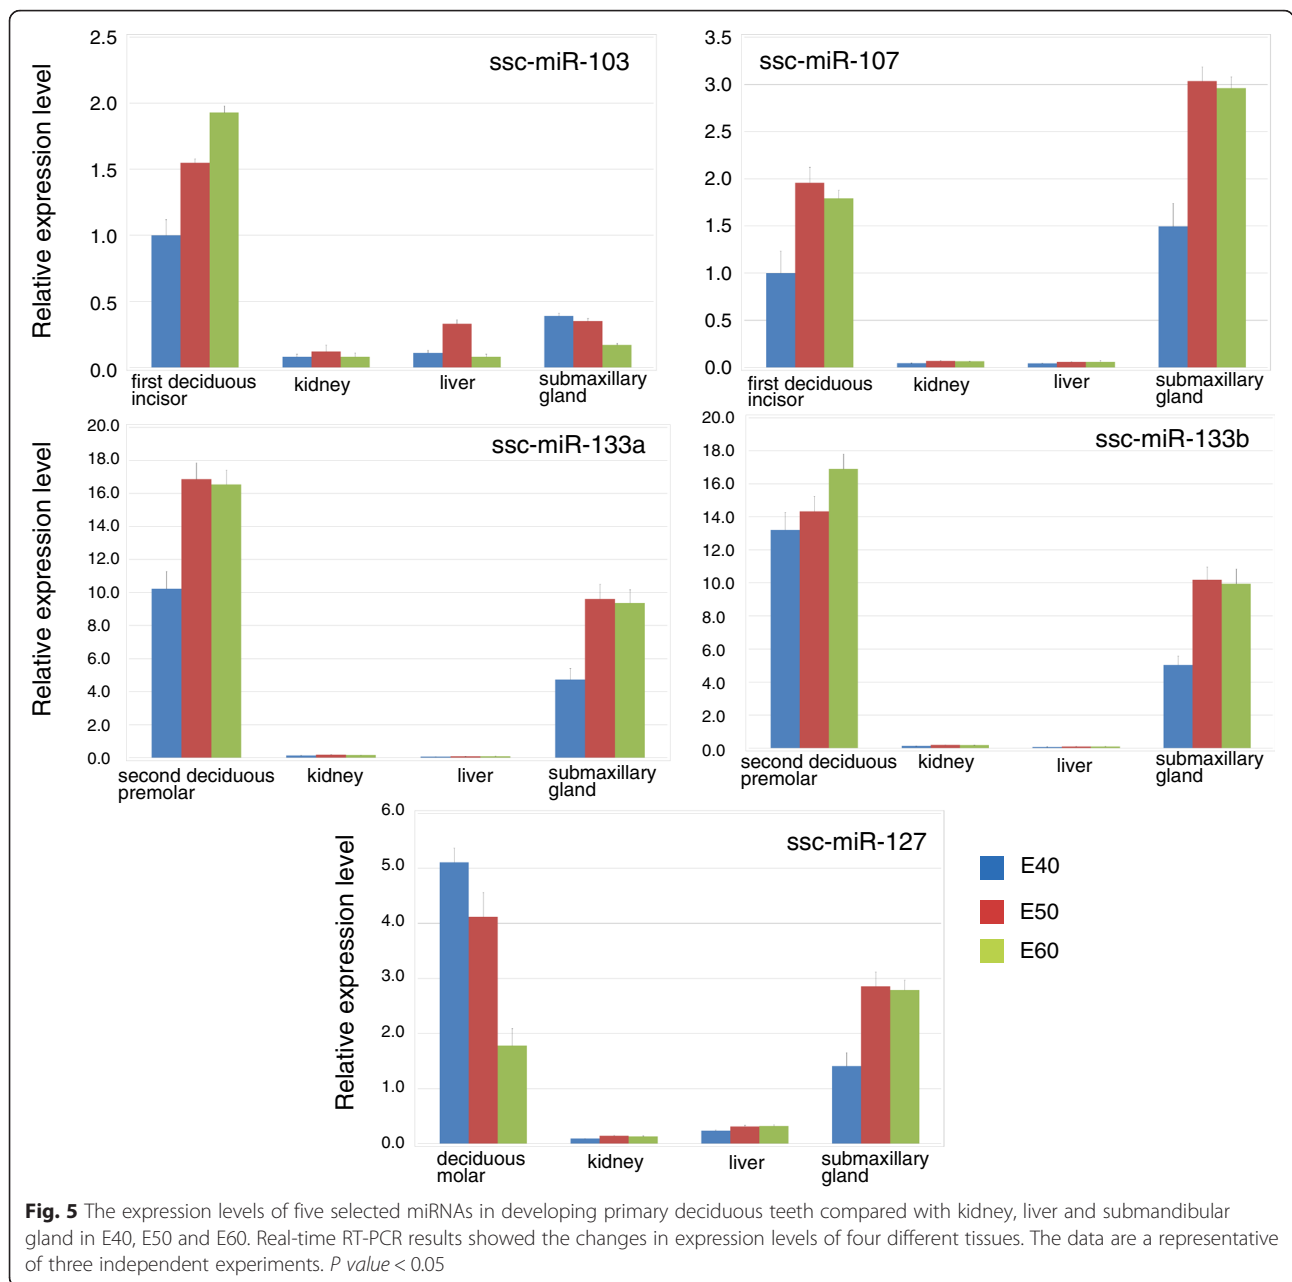 ssc-miR-103
Relative expression level
2.5
2.0
1.5
1.0
0.5
0.0
first deciduous
incisor
kidney
liver
submaxillary
gland
ssc-miR-107
3.5
3.0
2.5
2.0
1.5
1.0
0.5
0.0
first deciduous
incisor
kidney
liver
submaxillary
gland
ssc-miR-133a
Relative expression level
20.0
18.0
16.0
14.0
12.0
10.0
8.0
6.0
4.0
2.0
0.0
second deciduous
premolar
kidney
liver
submaxillary
gland
ssc-miR-133b
20.0
18.0
16.0
14.0
12.0
10.0
8.0
6.0
4.0
2.0
0.0
second deciduous
premolar
kidney
liver
submaxillary
gland
ssc-miR-127
Relative expression level
6.0
5.0
4.0
3.0
2.0
1.0
0.0
deciduous
molar
kidney
liver
submaxillary
gland
E40
E50
E60
Fig. 5 The expression levels of five selected miRNAs in developing primary deciduous teeth compared with kidney, liver and submandibular
gland in E40, E50 and E60. Real-time RT-PCR results showed the changes in expression levels of four different tissues. The data are a representative
of three independent experiments. P value < 0.05